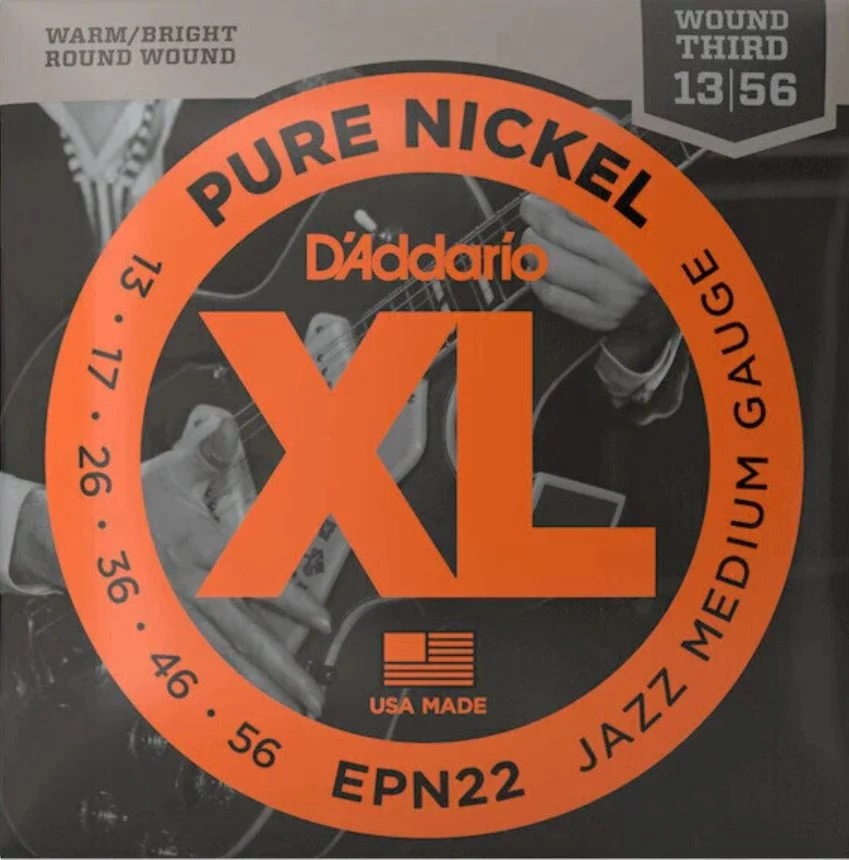 WARM/BRIGHT
ROUND WOUND
WOUND
THIRD
13|56
PURE NICKEL
D'Addario
XL
13 · 17 · 26 · 36 · 46 · 56
JAZZ MEDIUM GAUGE
USA MADE
EPN22